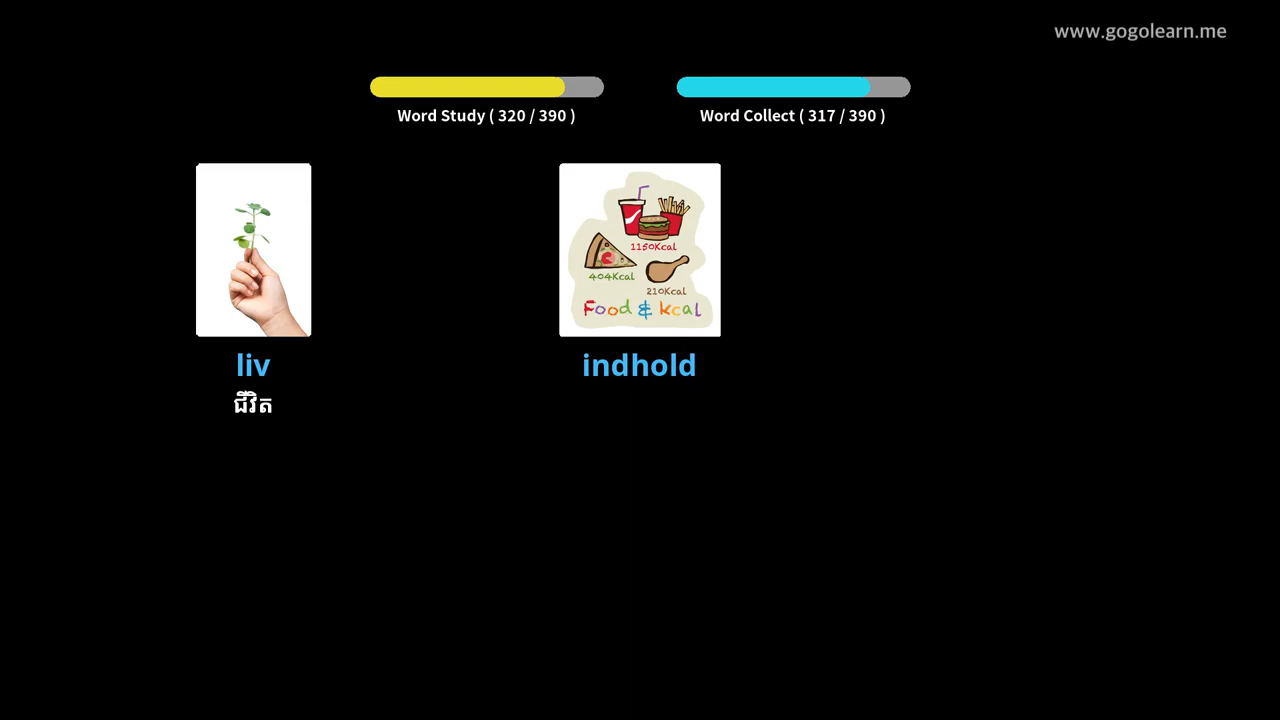 www.gogolearn.me
Word Study ( 320 / 390 )
Word Collect ( 317 / 390 )
1150Kcal
404Kcal
210Kcal
Food & kcal
liv
indhold
ជីវិត